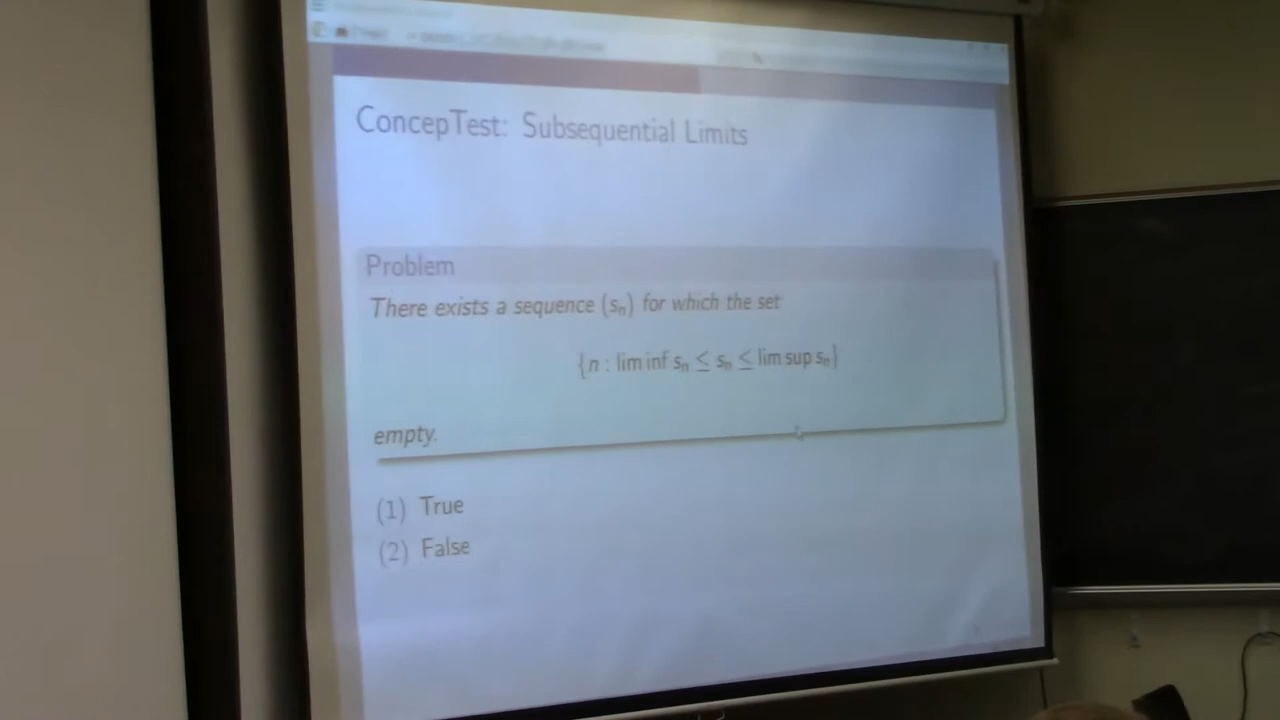 ConcepTest: Subsequential Limits
Problem
There exists a sequence (sₙ) for which the set
{n : lim inf sₙ ≤ sₙ ≤ lim sup sₙ}
empty.
(1) True
(2) False